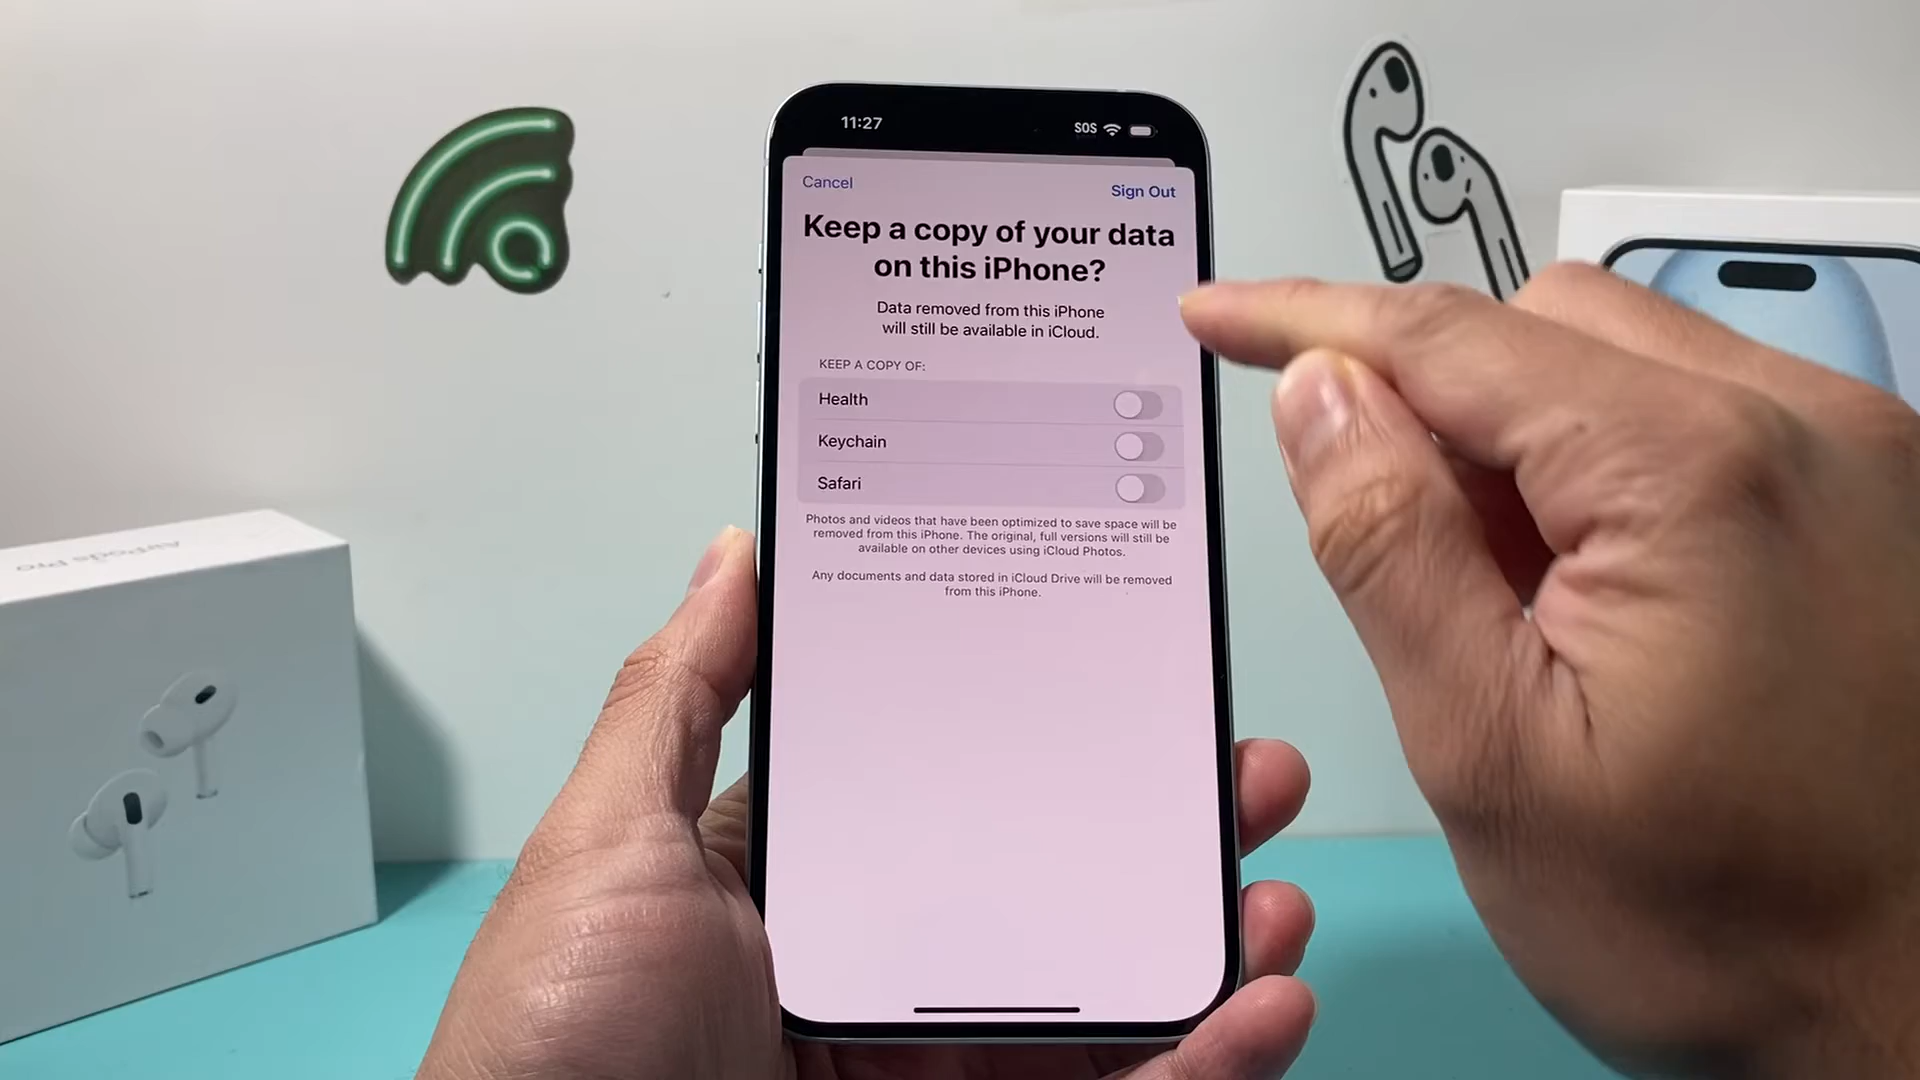 11:27
SOS
Cancel
Sign Out
Keep a copy of your data
on this iPhone?
Data removed from this iPhone
will still be available in iCloud.
KEEP A COPY OF:
Health
Keychain
Safari
Photos and videos that have been optimized to save space will be
removed from this iPhone. The original, full versions will still be
available on other devices using iCloud Photos.
Any documents and data stored in iCloud Drive will be removed
from this iPhone.
AirPods Pro